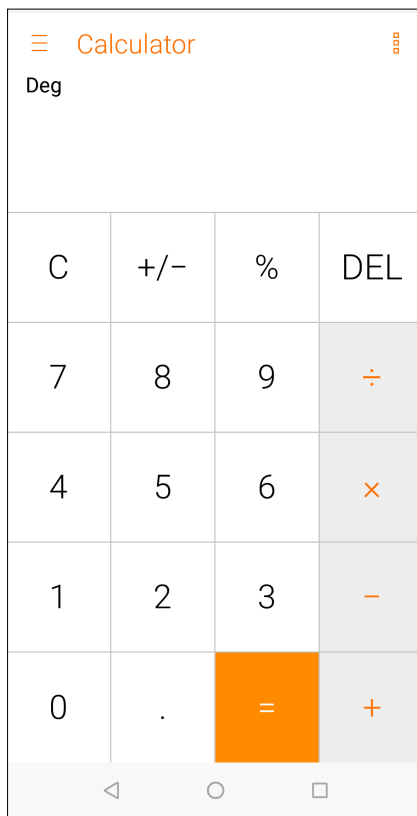 Calculator
Deg
C +/− % DEL
7 8 9 ÷
4 5 6 ×
1 2 3 −
0 . = +